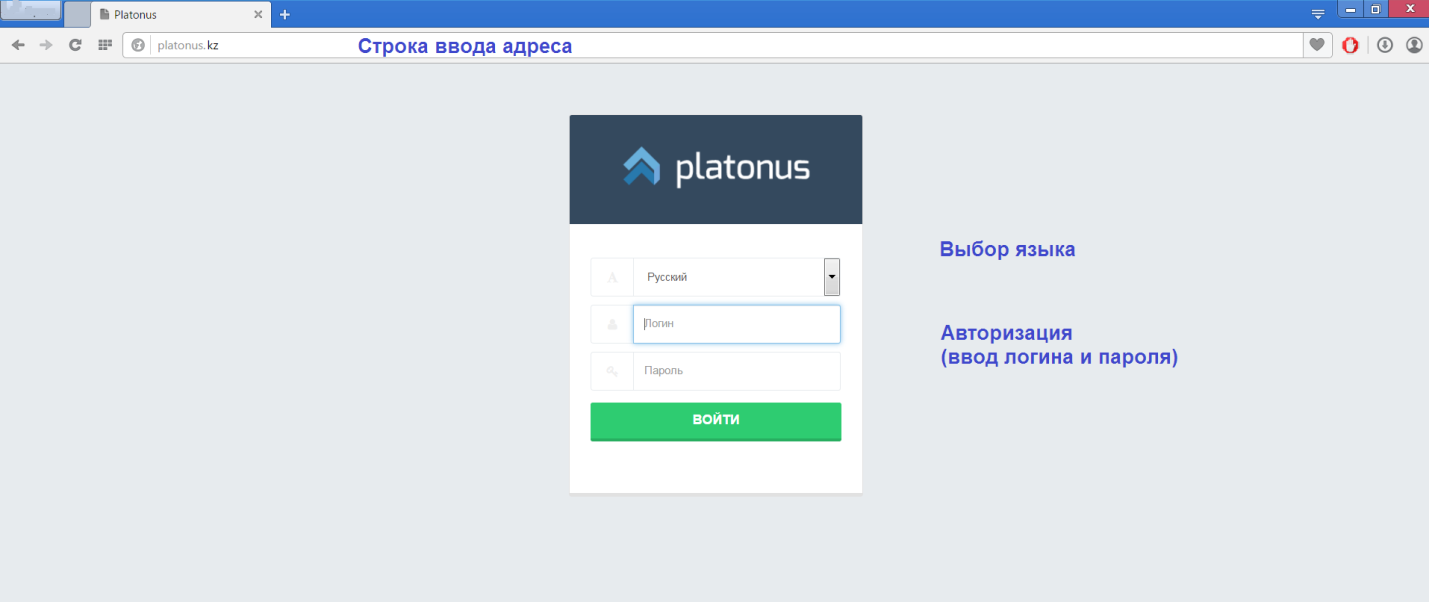 Platonus
platonus.kz
Строка ввода адреса
platonus
Выбор языка
Русский
Логин
Авторизация
(ввод логина и пароля)
Пароль
ВОЙТИ